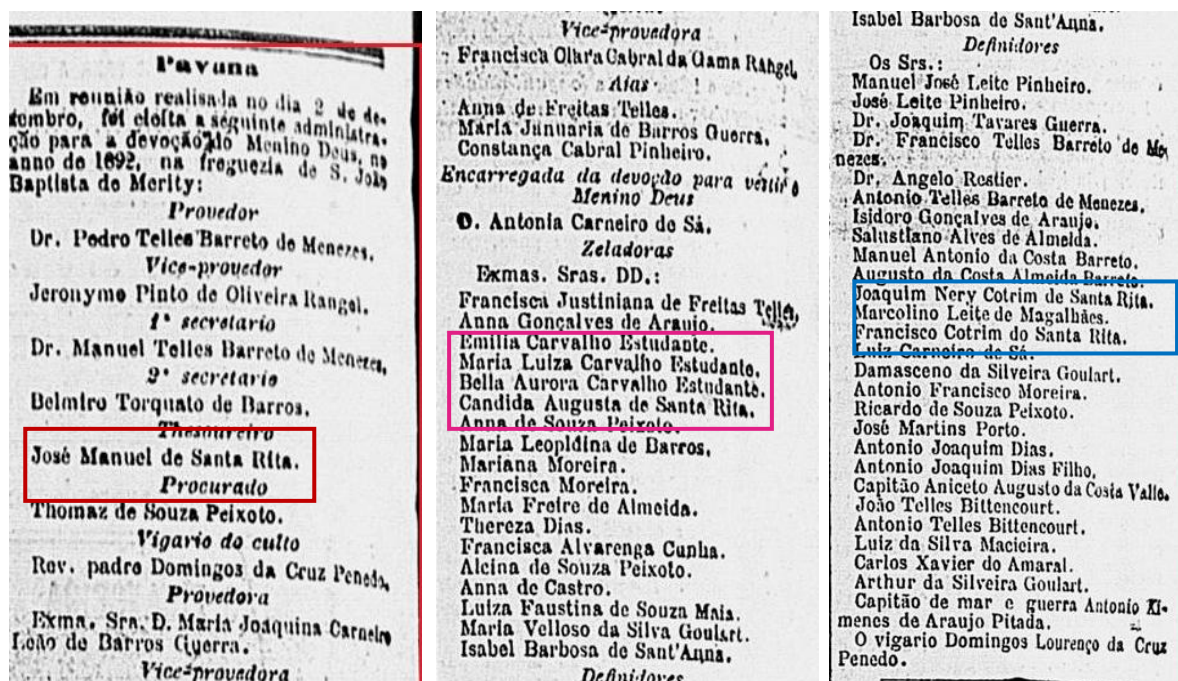 Pavuna
Em reunião realisada no dia 2 de de-
zembro, foi eleita a seguinte administra-
ção para a devoção do Menino Deus, no
anno de 1892, na freguezia de S. João
Baptista de Merity:
Provedor
Dr. Pedro Telles Barreto de Menezes.
Vice-provedor
Jeronymo Pinto de Oliveira Rangel.
1º secretario
Dr. Manuel Telles Barreto de Menezes.
2º secretario
Belmiro Torquato de Barros.
Thesoureiro
José Manuel de Santa Rita.
Procurado
Thomaz de Souza Peixoto.
Vigario do culto
Rev. padre Domingos da Cruz Penedo.
Provedora
Exma. Sra. D. Maria Joaquina Carneiro
Leão de Barros Guerra.
Vice-provedora
Vice-provedora
Francisca Olara Cabral da Gama Rangel.
Aias
Anna de Freitas Telles.
Maria Januaria de Barros Guerra.
Constança Cabral Pinheiro.
Encarregada da devoção para vestir o
Menino Deus
D. Antonia Carneiro de Sá.
Zeladoras
Exmas. Sras. DD.:
Francisca Justiniana de Freitas Telles.
Anna Gonçalves de Araujo.
Emilia Carvalho Estudante.
Maria Luiza Carvalho Estudante.
Bella Aurora Carvalho Estudante.
Candida Augusta de Santa Rita.
Anna de Souza Peixoto.
Maria Leopldina de Barros.
Mariana Moreira.
Francisca Moreira.
Maria Freire de Almeida.
Thereza Dias.
Francisca Alvarenga Cunha.
Alcina de Souza Peixoto.
Anna de Castro.
Luiza Faustina de Souza Maia.
Maria Velloso da Silva Goulart.
Isabel Barbosa de Sant'Anna.
Definidores
Isabel Barbosa de Sant'Anna.
Definidores
Os Srs.:
Manuel José Leite Pinheiro.
José Leite Pinheiro.
Dr. Joaquim Tavares Guerra.
Dr. Francisco Telles Barreto de Me-
nezes.
Dr. Angelo Restier.
Antonio Telles Barreto de Menezes.
Isidoro Gonçalves de Araujo.
Salustiano Alves de Almeida.
Manuel Antonio da Costa Barreto.
Augusto da Costa Almeida Barreto.
Joaquim Nery Cotrim de Santa Rita.
Marcolino Leite de Magalhães.
Francisco Cotrim do Santa Rita.
Luiz Carneiro de Sá.
Damasceno da Silveira Goulart.
Antonio Francisco Moreira.
Ricardo de Souza Peixoto.
José Martins Porto.
Antonio Joaquim Dias.
Antonio Joaquim Dias Filho.
Capitão Aniceto Augusto da Costa Valle.
João Telles Bittencourt.
Antonio Telles Bittencourt.
Luiz da Silva Macieira.
Carlos Xavier do Amaral.
Arthur da Silveira Goulart.
Capitão de mar e guerra Antonio Xi-
menes de Araujo Pitada.
O vigario Domingos Lourenço da Cruz
Penedo.